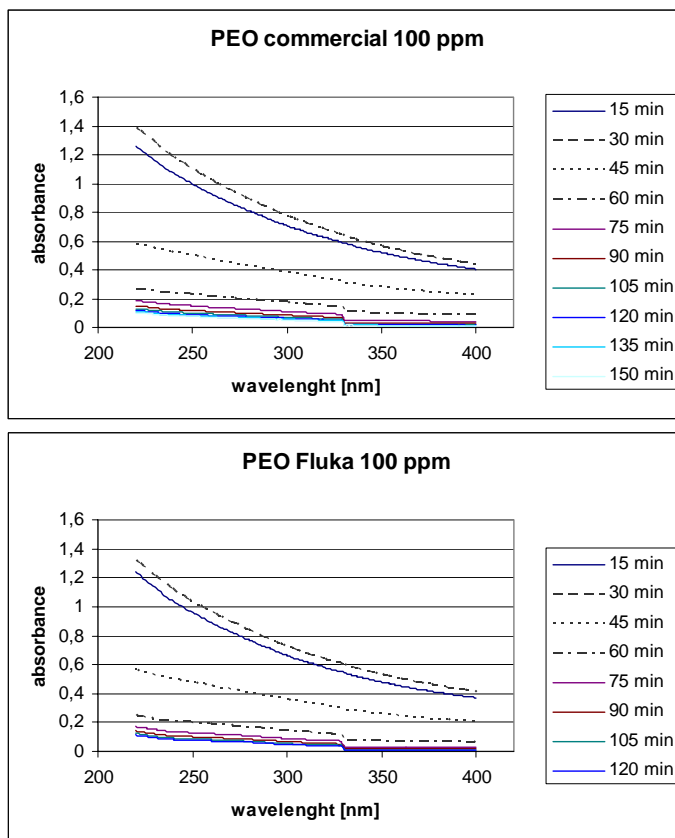 PEO commercial 100 ppm
1,6
1,4
1,2
1
0,8
0,6
0,4
0,2
0
absorbance
200 250 300 350 400
wavelenght [nm]
15 min
30 min
45 min
60 min
75 min
90 min
105 min
120 min
135 min
150 min
PEO Fluka 100 ppm
1,6
1,4
1,2
1
0,8
0,6
0,4
0,2
0
absorbance
200 250 300 350 400
wavelenght [nm]
15 min
30 min
45 min
60 min
75 min
90 min
105 min
120 min